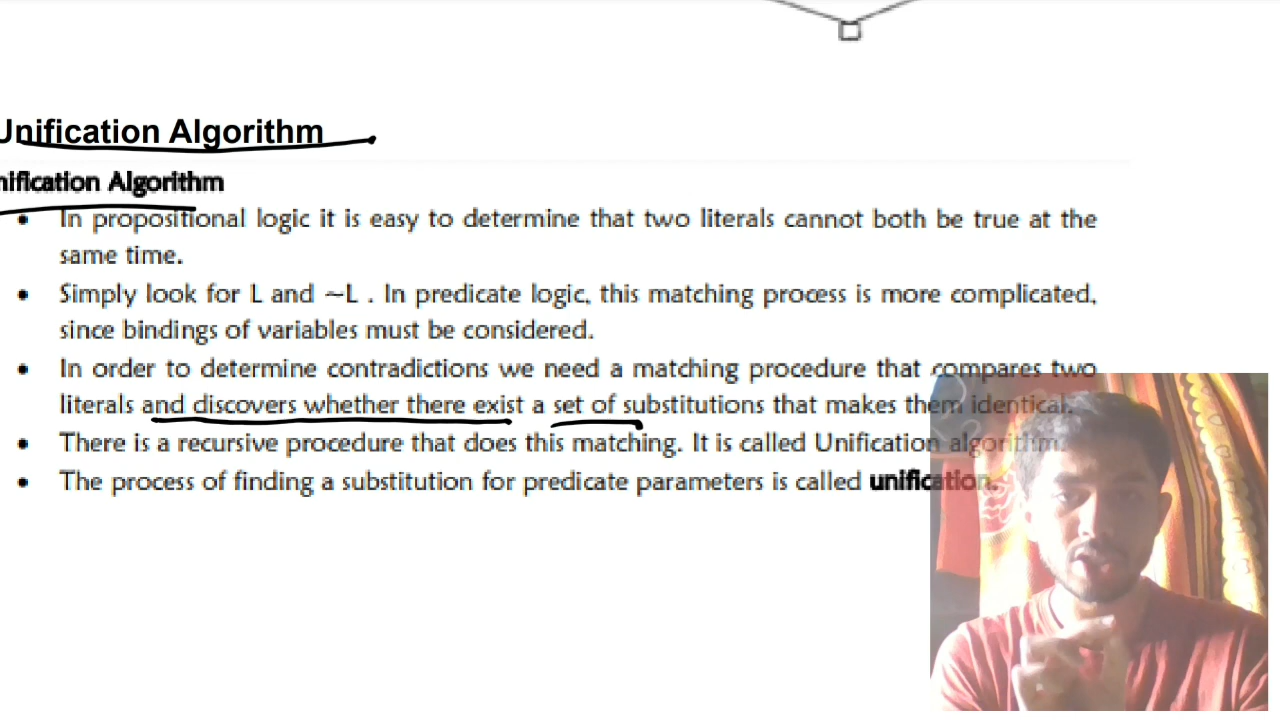 Unification Algorithm
nification Algorithm
• In propositional logic it is easy to determine that two literals cannot both be true at the
same time.
• Simply look for L and ~L . In predicate logic, this matching process is more complicated,
since bindings of variables must be considered.
• In order to determine contradictions we need a matching procedure that compares two
literals and discovers whether there exist a set of substitutions that makes them identical.
• There is a recursive procedure that does this matching. It is called Unification algorithm.
• The process of finding a substitution for predicate parameters is called unification.